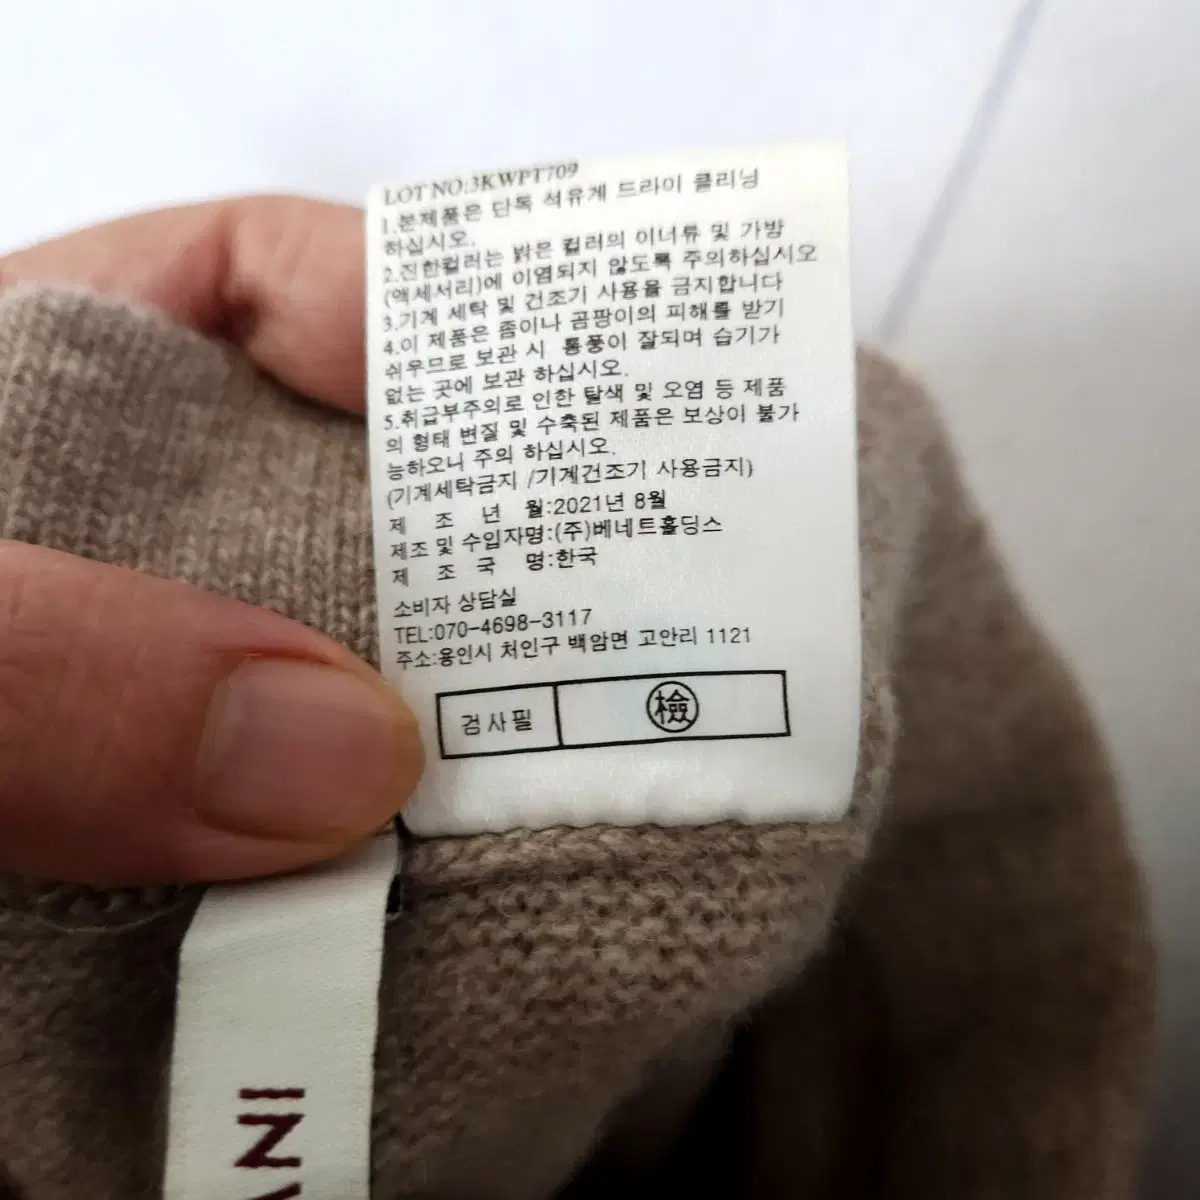 LOT NO:3KWPT709
1.본제품은 단독 석유계 드라이 클리닝
하십시오.
2.진한컬러는 밝은 컬러의 이너류 및 가방
(액세서리)에 이염되지 않도록 주의하십시오
3.기계 세탁 및 건조기 사용을 금지합니다
4.이 제품은 좀이나 곰팡이의 피해를 받기
쉬우므로 보관 시 통풍이 잘되며 습기가
없는 곳에 보관 하십시오.
5.취급부주의로 인한 탈색 및 오염 등 제품
의 형태 변질 및 수축된 제품은 보상이 불가
능하오니 주의 하십시오.
(기계세탁금지 /기계건조기 사용금지)
제 조 년 월:2021년 8월
제조 및 수입자명:(주)베네트홀딩스
제 조 국 명:한국
소비자 상담실
TEL:070-4698-3117
주소:용인시 처인구 백암면 고안리 1121
검사필 檢